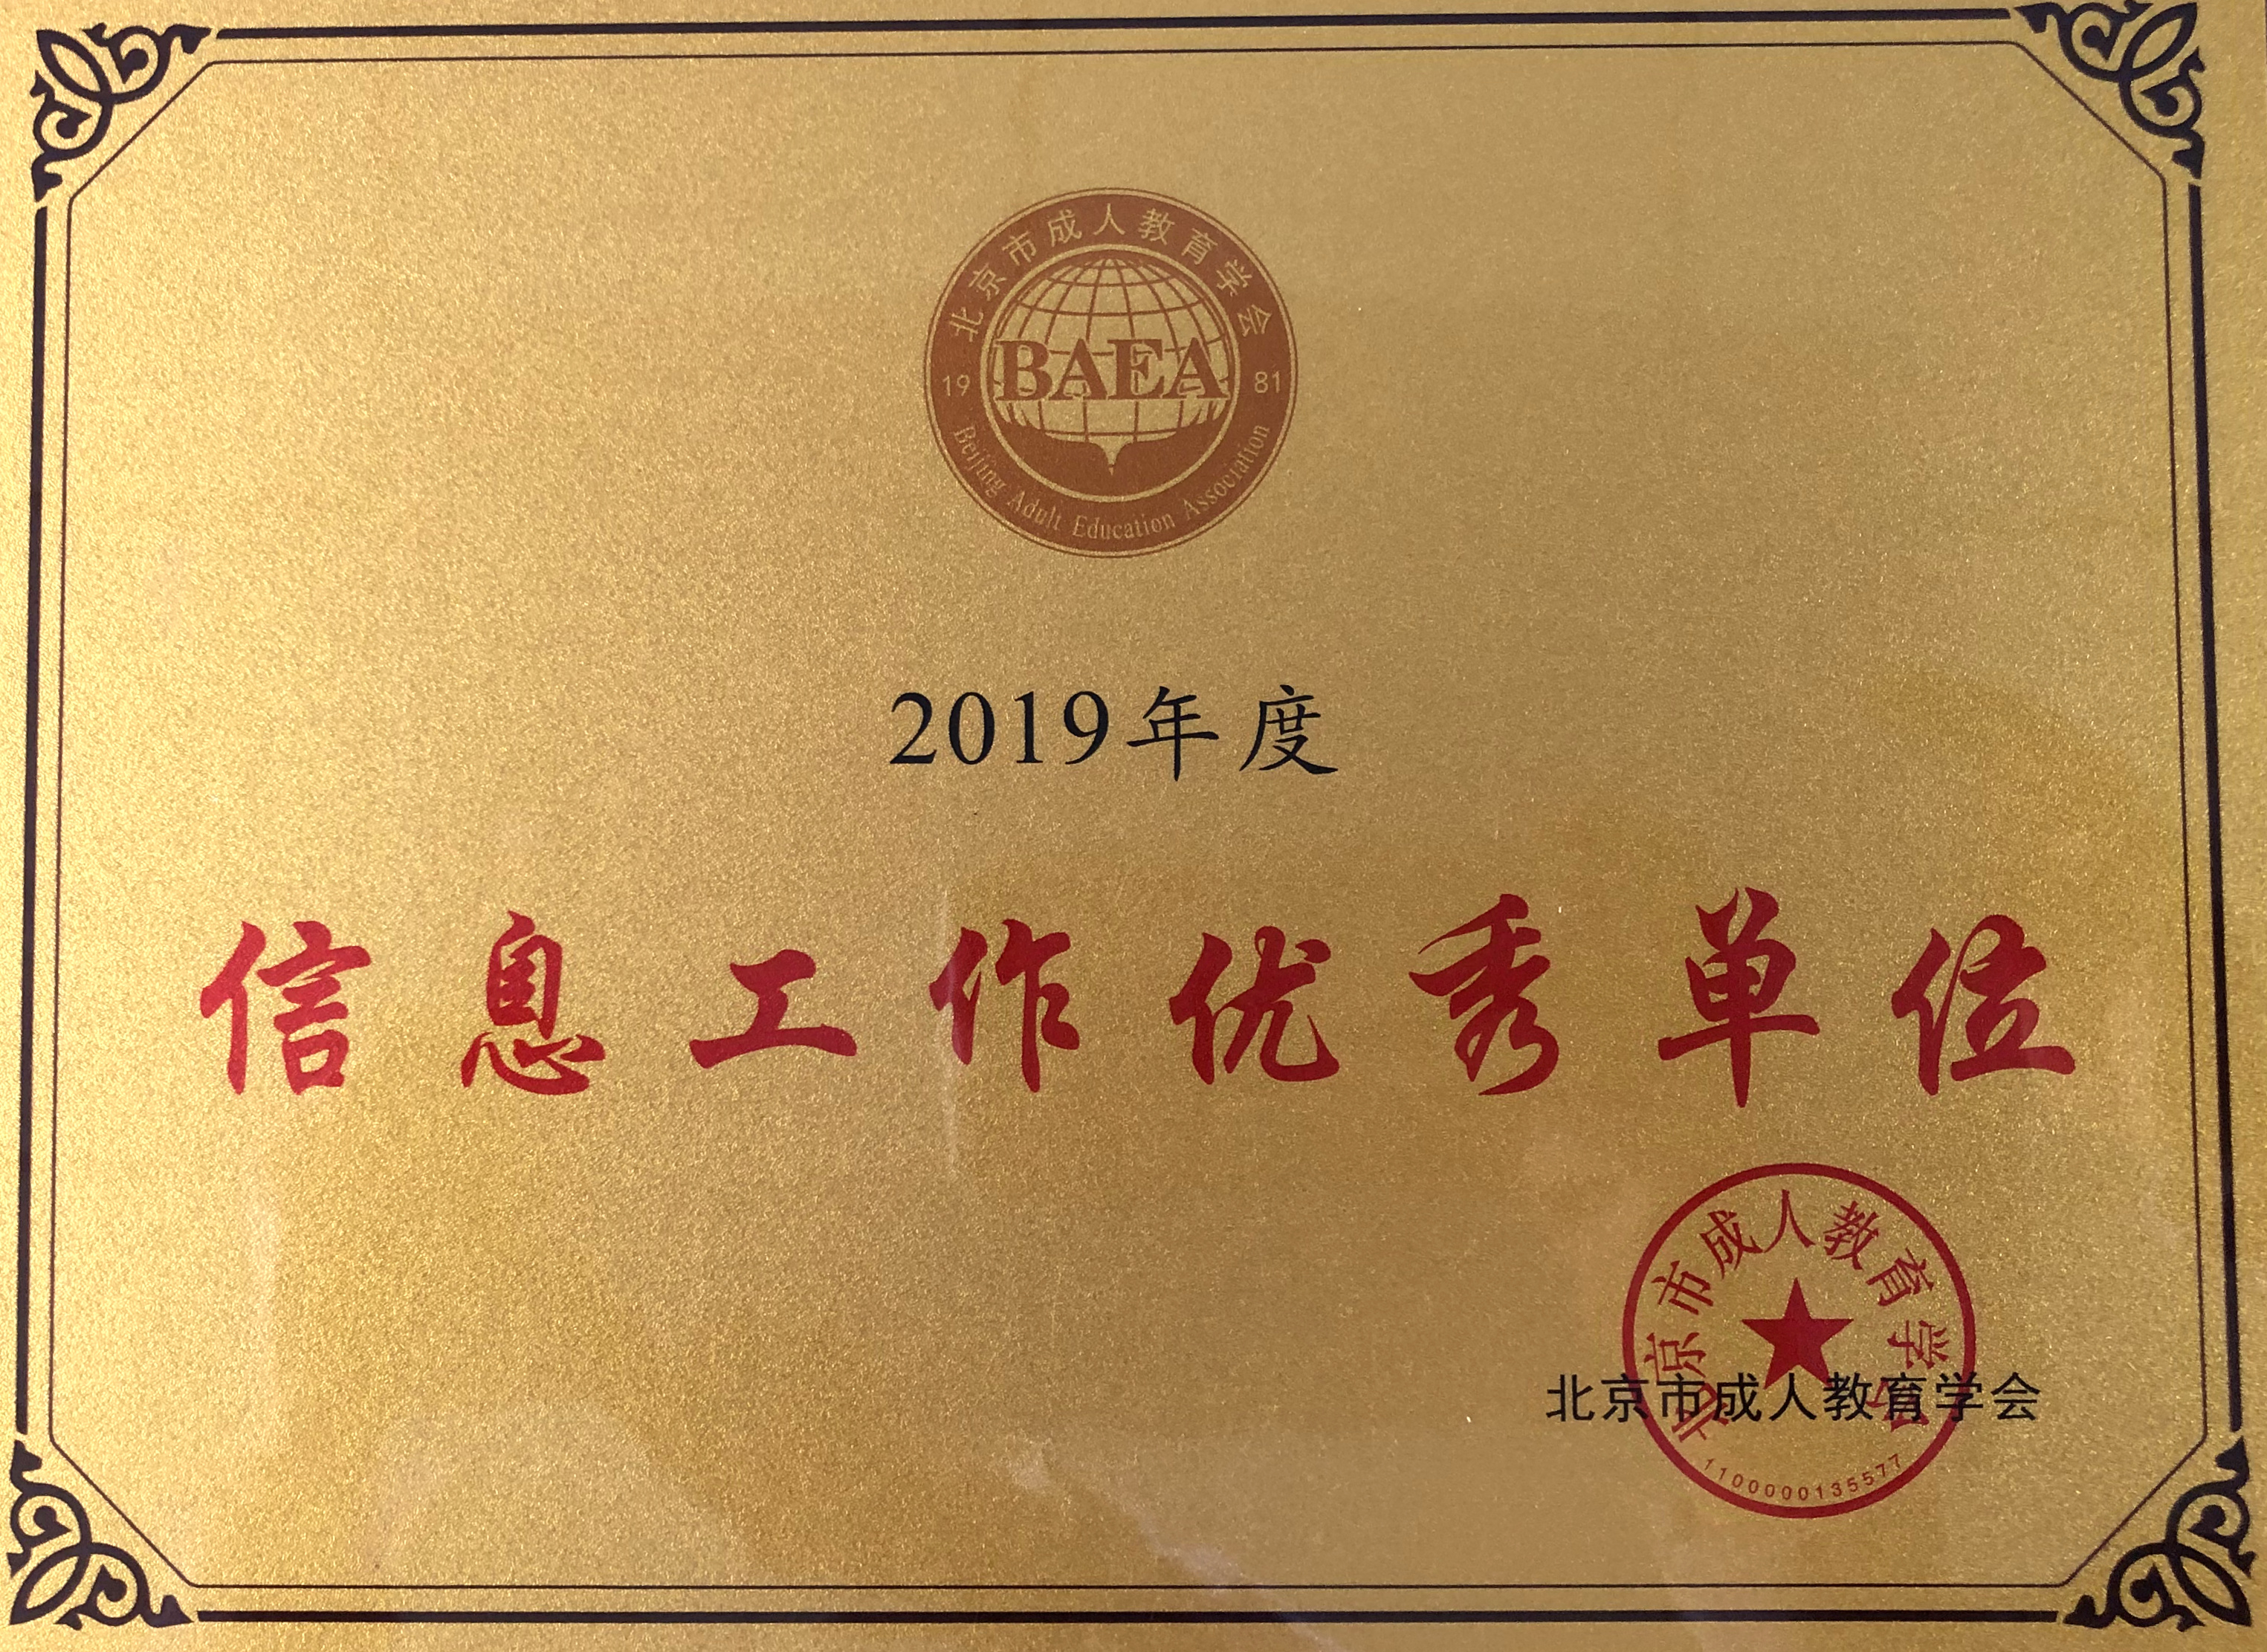 北京市成人教育学会
BAEA
19 81
Beijing Adult Education Association
2019年度
信息工作优秀单位
北京市成人教育学会
北京市成人教育学会
1100000135577